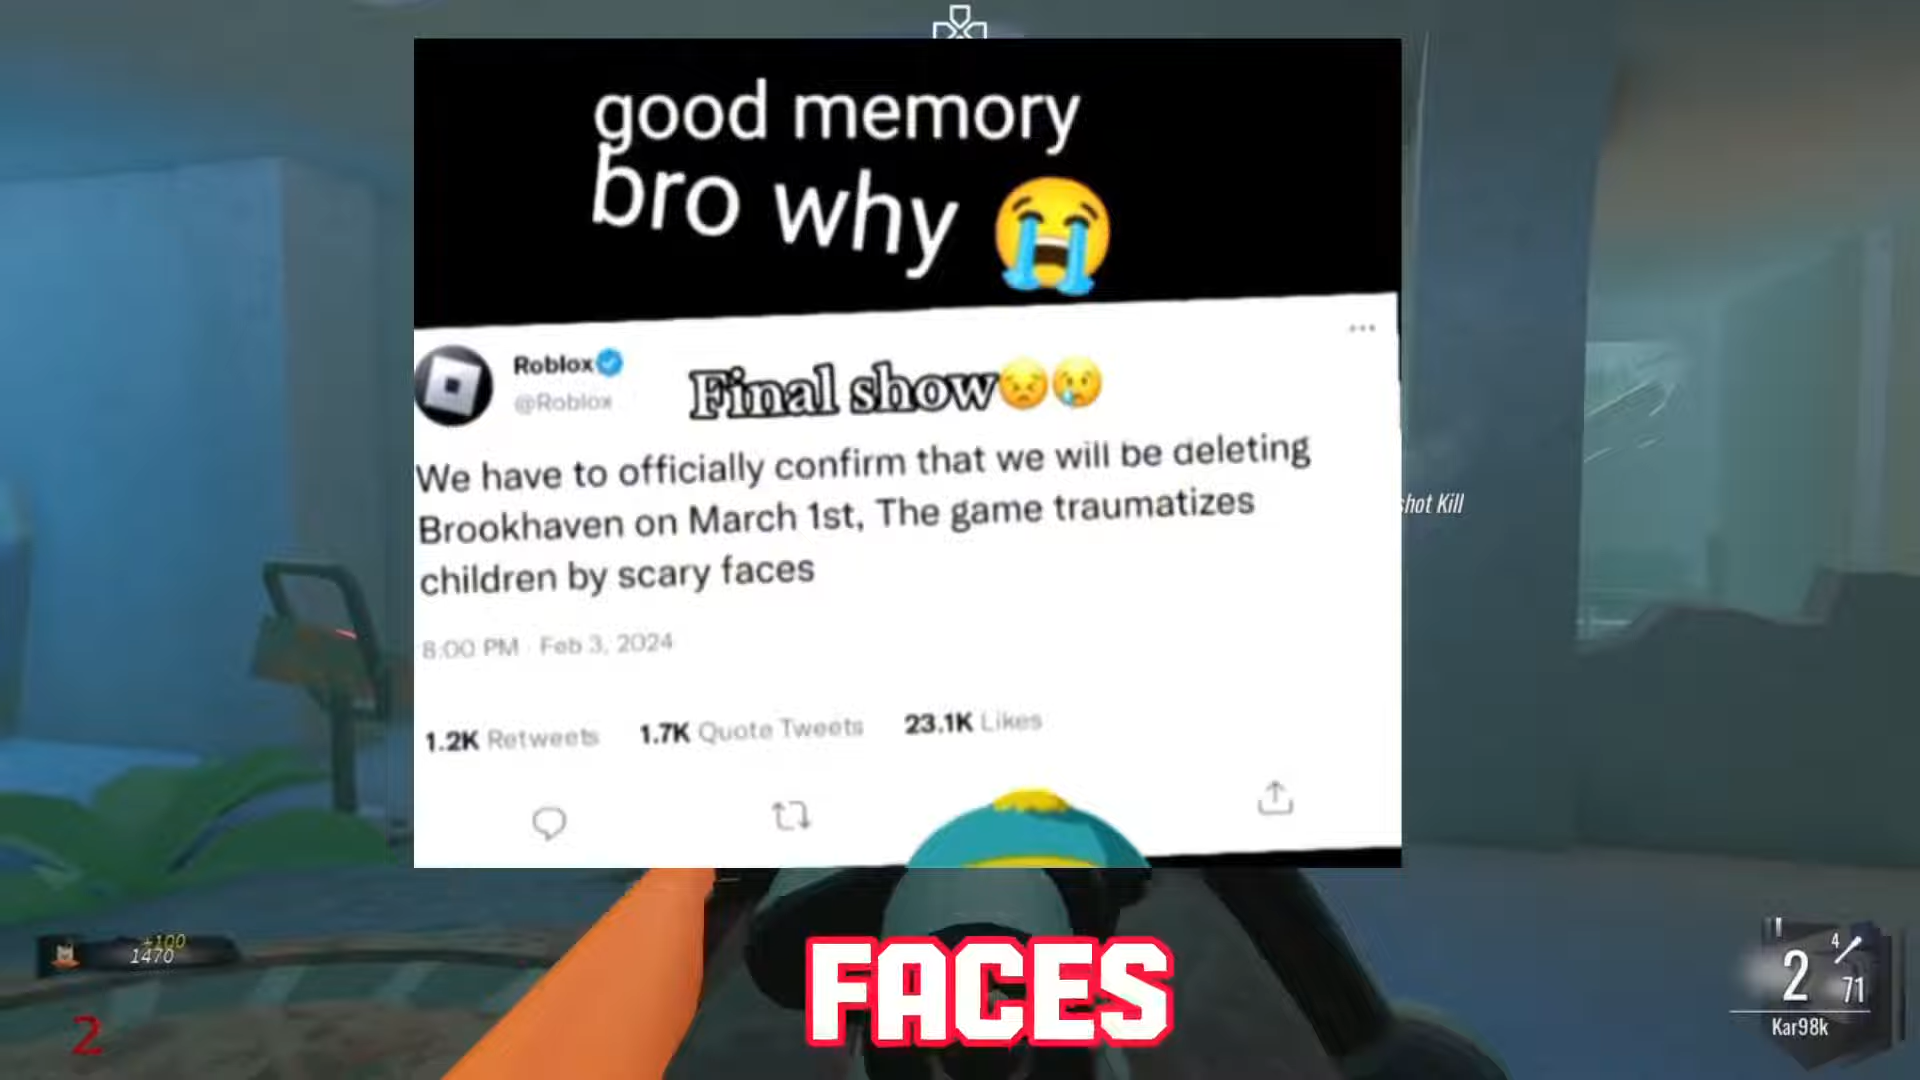 good memory
bro why 😭
Roblox
@Roblox
Final show😣😢
We have to officially confirm that we will be deleting
Brookhaven on March 1st, The game traumatizes
children by scary faces
8:00 PM · Feb 3, 2024
1.2K Retweets 1.7K Quote Tweets 23.1K Likes
shot Kill
+100
1470
2
FACES
4
2
71
Kar98k